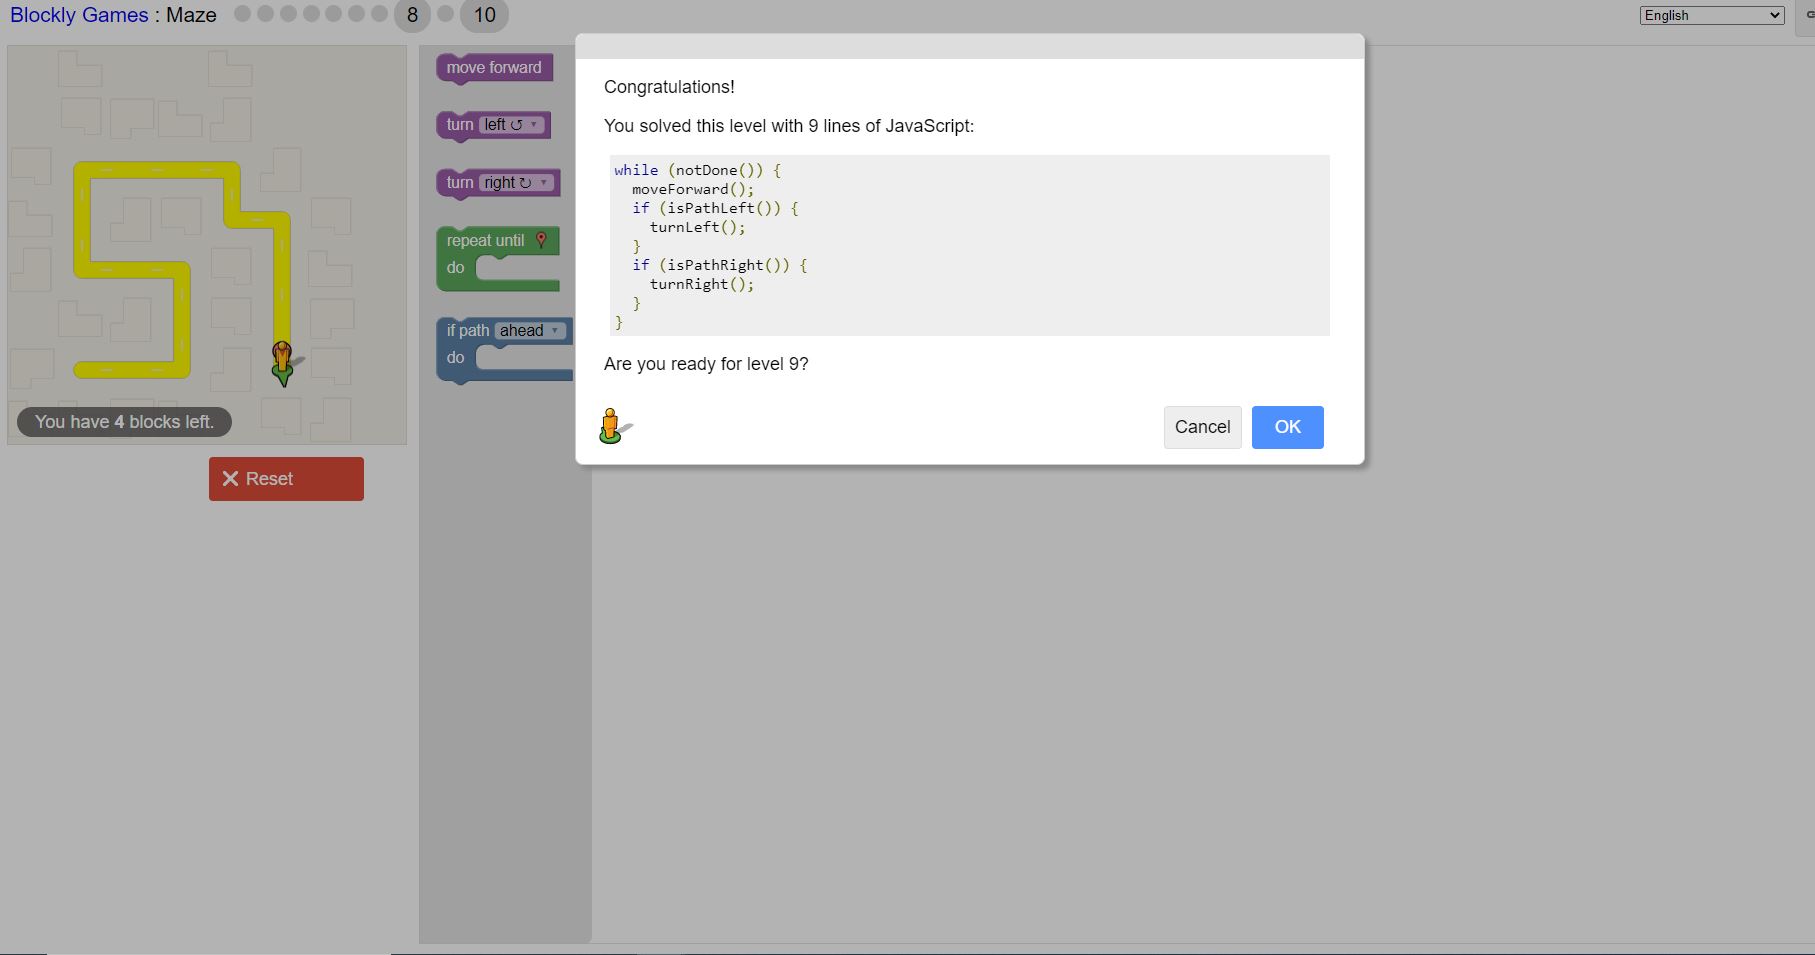 Blockly Games : Maze 8 10
English
move forward
turn left ↺ ▾
turn right ↻ ▾
repeat until
do
if path ahead ▾
do
You have 4 blocks left.
Reset
Congratulations!
You solved this level with 9 lines of JavaScript:
while (notDone()) {
  moveForward();
  if (isPathLeft()) {
    turnLeft();
  }
  if (isPathRight()) {
    turnRight();
  }
}
Are you ready for level 9?
Cancel OK